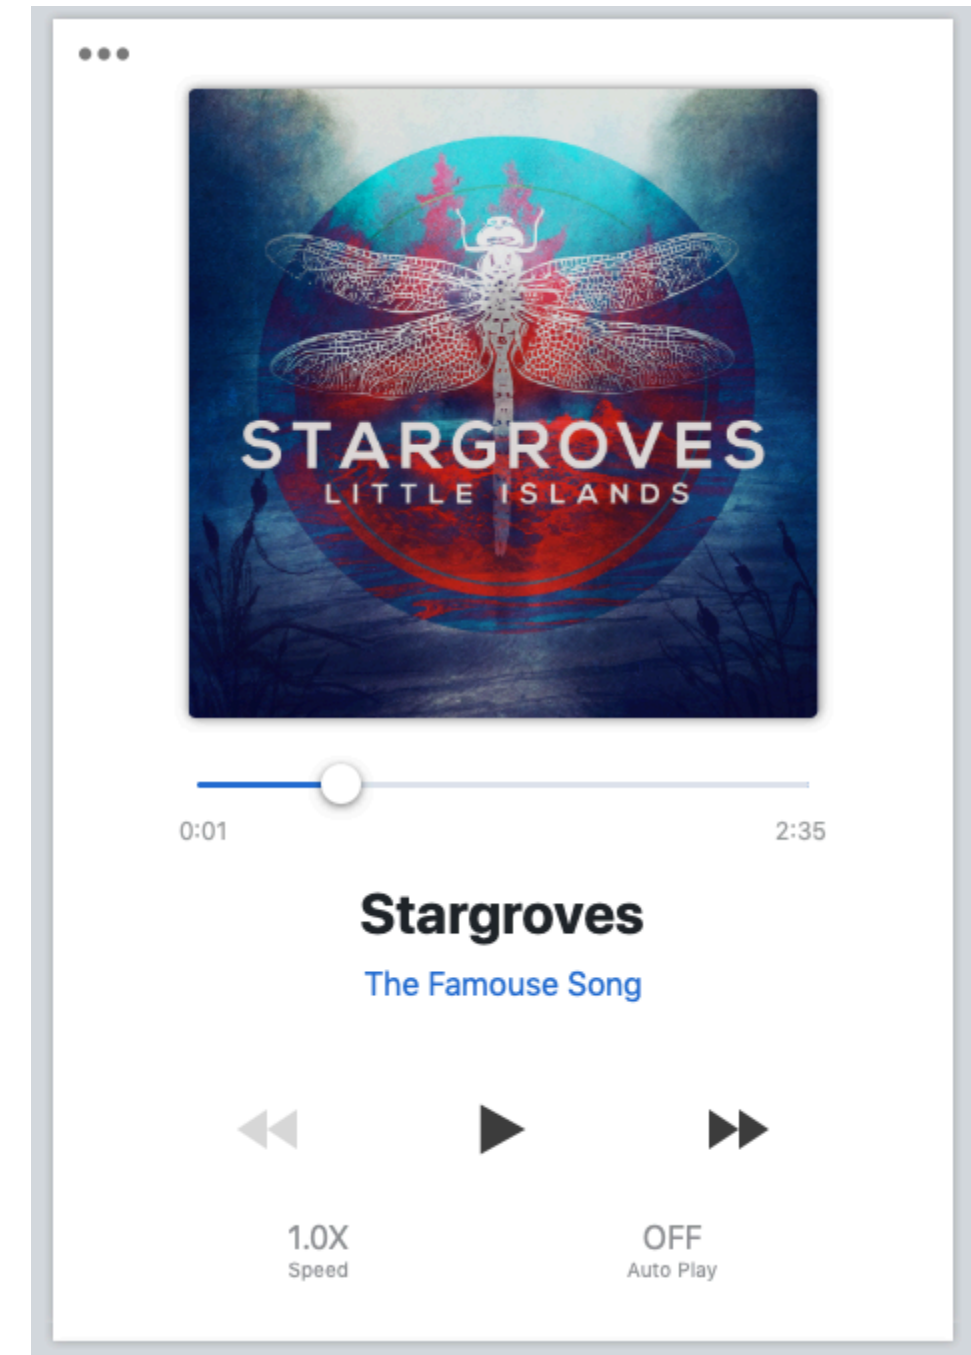 STARGROVES
LITTLE ISLANDS
0:01 2:35
Stargroves
The Famouse Song
1.0X OFF
Speed Auto Play